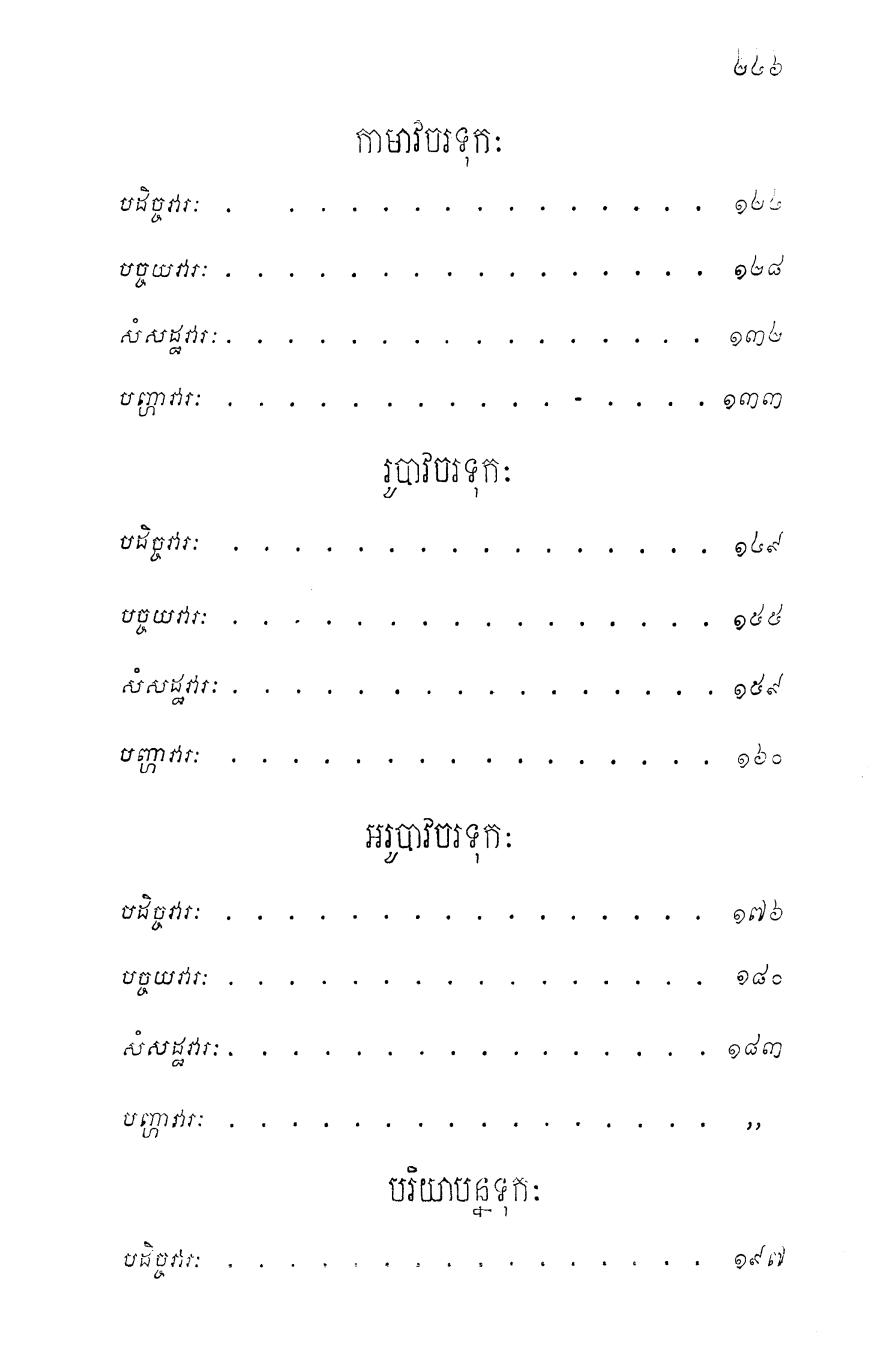 ២៤៦
កាមាវចរទុកៈ
បដិច្ចវារៈ . . . . . . . . . . . . . . . ១២៤
បច្ចយវារៈ . . . . . . . . . . . . . . . . ១២៨
សំសដ្ឋវារៈ . . . . . . . . . . . . . . . . ១៣២
បញ្ហាវារៈ . . . . . . . . . . . . . . . . ១៣៣
រូបាវចរទុកៈ
បដិច្ចវារៈ . . . . . . . . . . . . . . . . ១៤៩
បច្ចយវារៈ . . . . . . . . . . . . . . . . ១៥៥
សំសដ្ឋវារៈ . . . . . . . . . . . . . . . . ១៥៩
បញ្ហាវារៈ . . . . . . . . . . . . . . . . ១៦០
អរូបាវចរទុកៈ
បដិច្ចវារៈ . . . . . . . . . . . . . . . . ១៧៦
បច្ចយវារៈ . . . . . . . . . . . . . . . . ១៨០
សំសដ្ឋវារៈ . . . . . . . . . . . . . . . . ១៨៣
បញ្ហាវារៈ . . . . . . . . . . . . . . . . ,,
បរិយាបន្នទុកៈ
បដិច្ចវារៈ . . . . . . . . . . . . . . . . ១៩៧